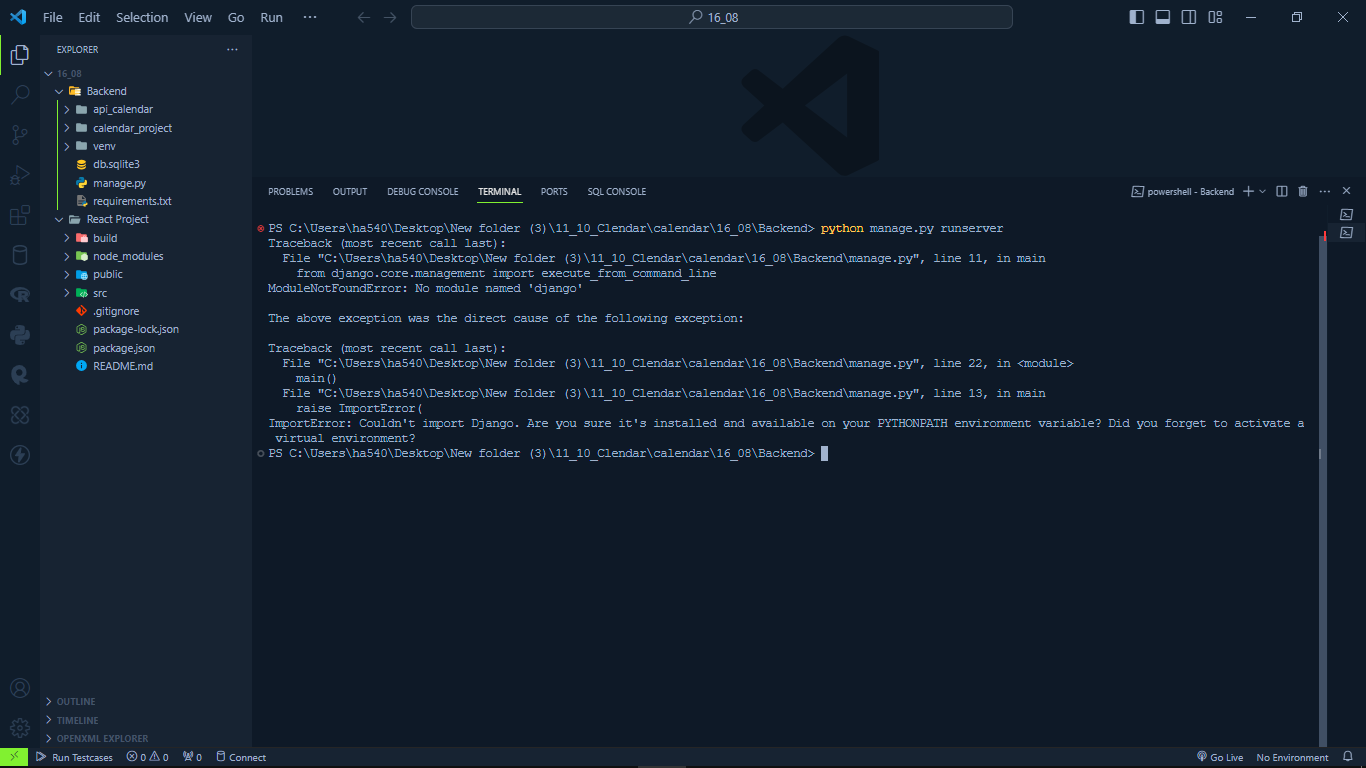 File Edit Selection View Go Run ··· 16_08
EXPLORER ···
16_08
Backend
api_calendar
calendar_project
venv
db.sqlite3
manage.py
requirements.txt
React Project
build
node_modules
public
src
.gitignore
package-lock.json
package.json
README.md
OUTLINE
TIMELINE
OPENXML EXPLORER
PROBLEMS OUTPUT DEBUG CONSOLE TERMINAL PORTS SQL CONSOLE powershell - Backend
PS C:\Users\ha540\Desktop\New folder (3)\11_10_Clendar\calendar\16_08\Backend> python manage.py runserver
Traceback (most recent call last):
File "C:\Users\ha540\Desktop\New folder (3)\11_10_Clendar\calendar\16_08\Backend\manage.py", line 11, in main
from django.core.management import execute_from_command_line
ModuleNotFoundError: No module named 'django'
The above exception was the direct cause of the following exception:
Traceback (most recent call last):
File "C:\Users\ha540\Desktop\New folder (3)\11_10_Clendar\calendar\16_08\Backend\manage.py", line 22, in <module>
main()
File "C:\Users\ha540\Desktop\New folder (3)\11_10_Clendar\calendar\16_08\Backend\manage.py", line 13, in main
raise ImportError(
ImportError: Couldn't import Django. Are you sure it's installed and available on your PYTHONPATH environment variable? Did you forget to activate a
virtual environment?
PS C:\Users\ha540\Desktop\New folder (3)\11_10_Clendar\calendar\16_08\Backend>
Run Testcases 0 0 0 Connect Go Live No Environment